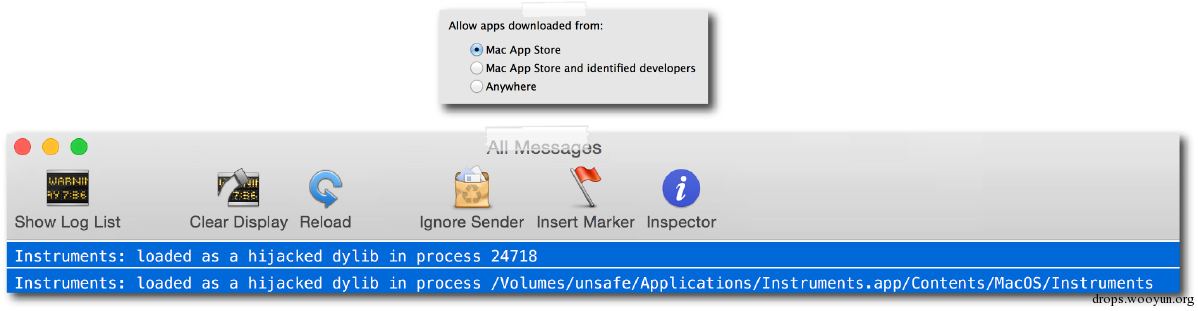 Allow apps downloaded from:
Mac App Store
Mac App Store and identified developers
Anywhere
All Messages
WARNIN
AY 7:36
7:36
Show Log List
Clear Display
Reload
Ignore Sender
Insert Marker
Inspector
Instruments: loaded as a hijacked dylib in process 24718
Instruments: loaded as a hijacked dylib in process /Volumes/unsafe/Applications/Instruments.app/Contents/MacOS/Instruments
drops.wooyun.org